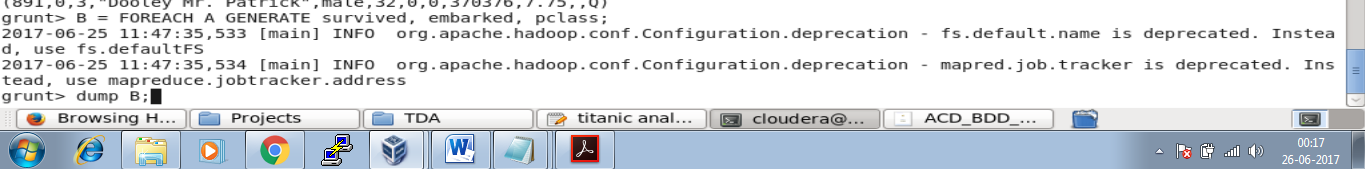 (891,0,3,"Dooley Mr. Patrick",male,32,0,0,370376,7.75,,Q)
grunt> B = FOREACH A GENERATE survived, embarked, pclass;
2017-06-25 11:47:35,533 [main] INFO  org.apache.hadoop.conf.Configuration.deprecation - fs.default.name is deprecated. Instea
d, use fs.defaultFS
2017-06-25 11:47:35,534 [main] INFO  org.apache.hadoop.conf.Configuration.deprecation - mapred.job.tracker is deprecated. Ins
tead, use mapreduce.jobtracker.address
grunt> dump B;
Browsing H... Projects TDA titanic anal... cloudera@... ACD_BDD_...
00:17
26-06-2017